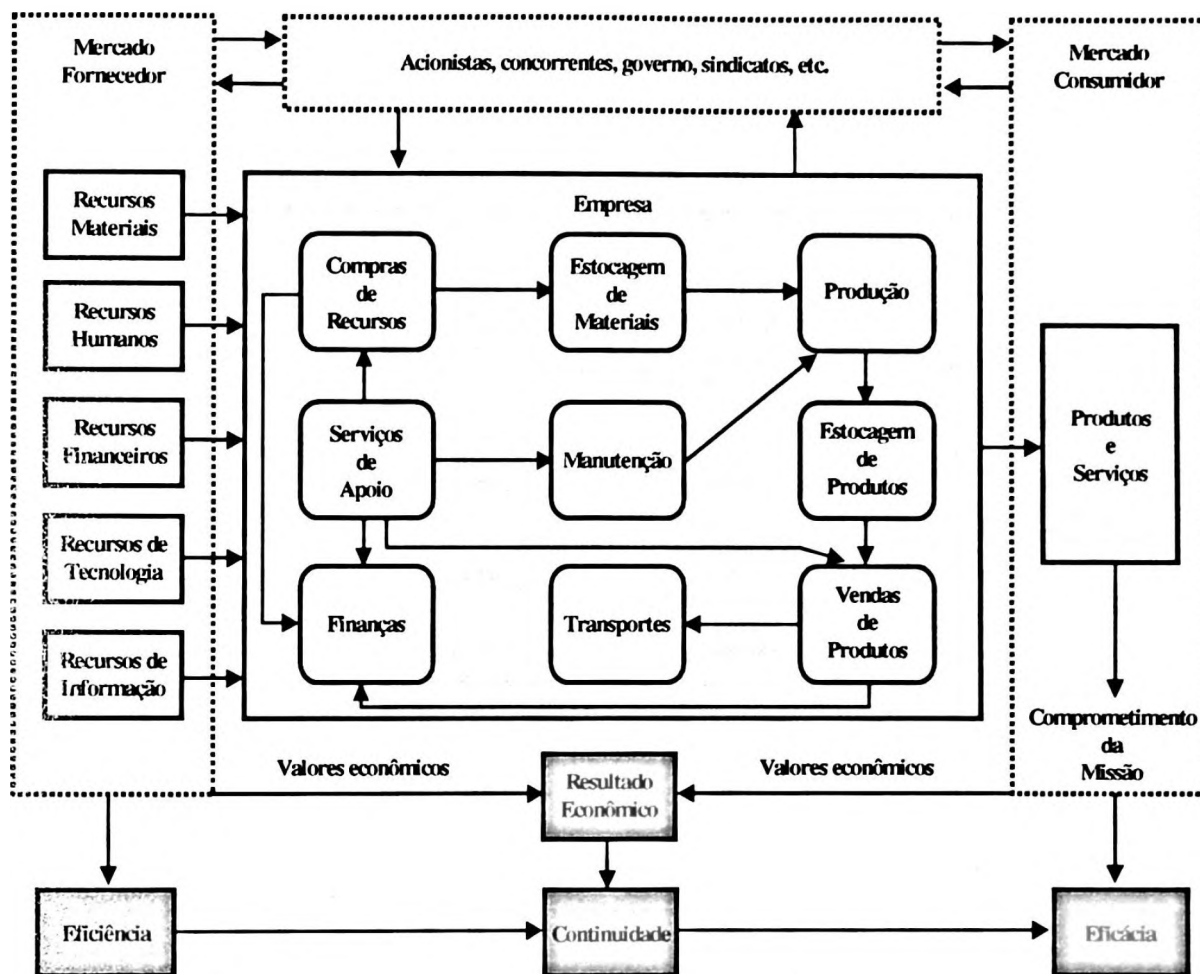 Mercado
Fornecedor
Acionistas, concorrentes, governo, sindicatos, etc.
Mercado
Consumidor
Recursos
Materiais
Recursos
Humanos
Recursos
Financeiros
Recursos de
Tecnologia
Recursos de
Informação
Empresa
Compras
de
Recursos
Estocagem
de
Materiais
Produção
Serviços
de
Apoio
Manutenção
Estocagem
de
Produtos
Finanças
Transportes
Vendas
de
Produtos
Produtos
e
Serviços
Comprometimento
da
Missão
Valores econômicos
Resultado
Econômico
Valores econômicos
Eficiência
Continuidade
Eficácia